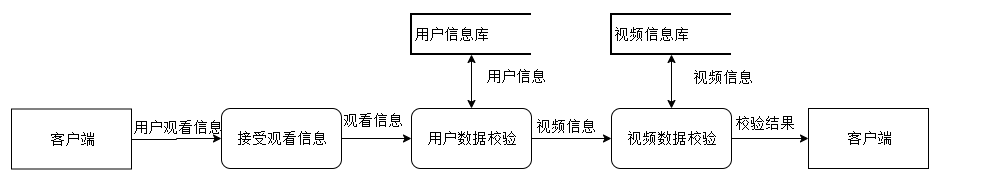 用户信息库
视频信息库
用户信息
视频信息
客户端
用户观看信息
接受观看信息
观看信息
用户数据校验
视频信息
视频数据校验
校验结果
客户端